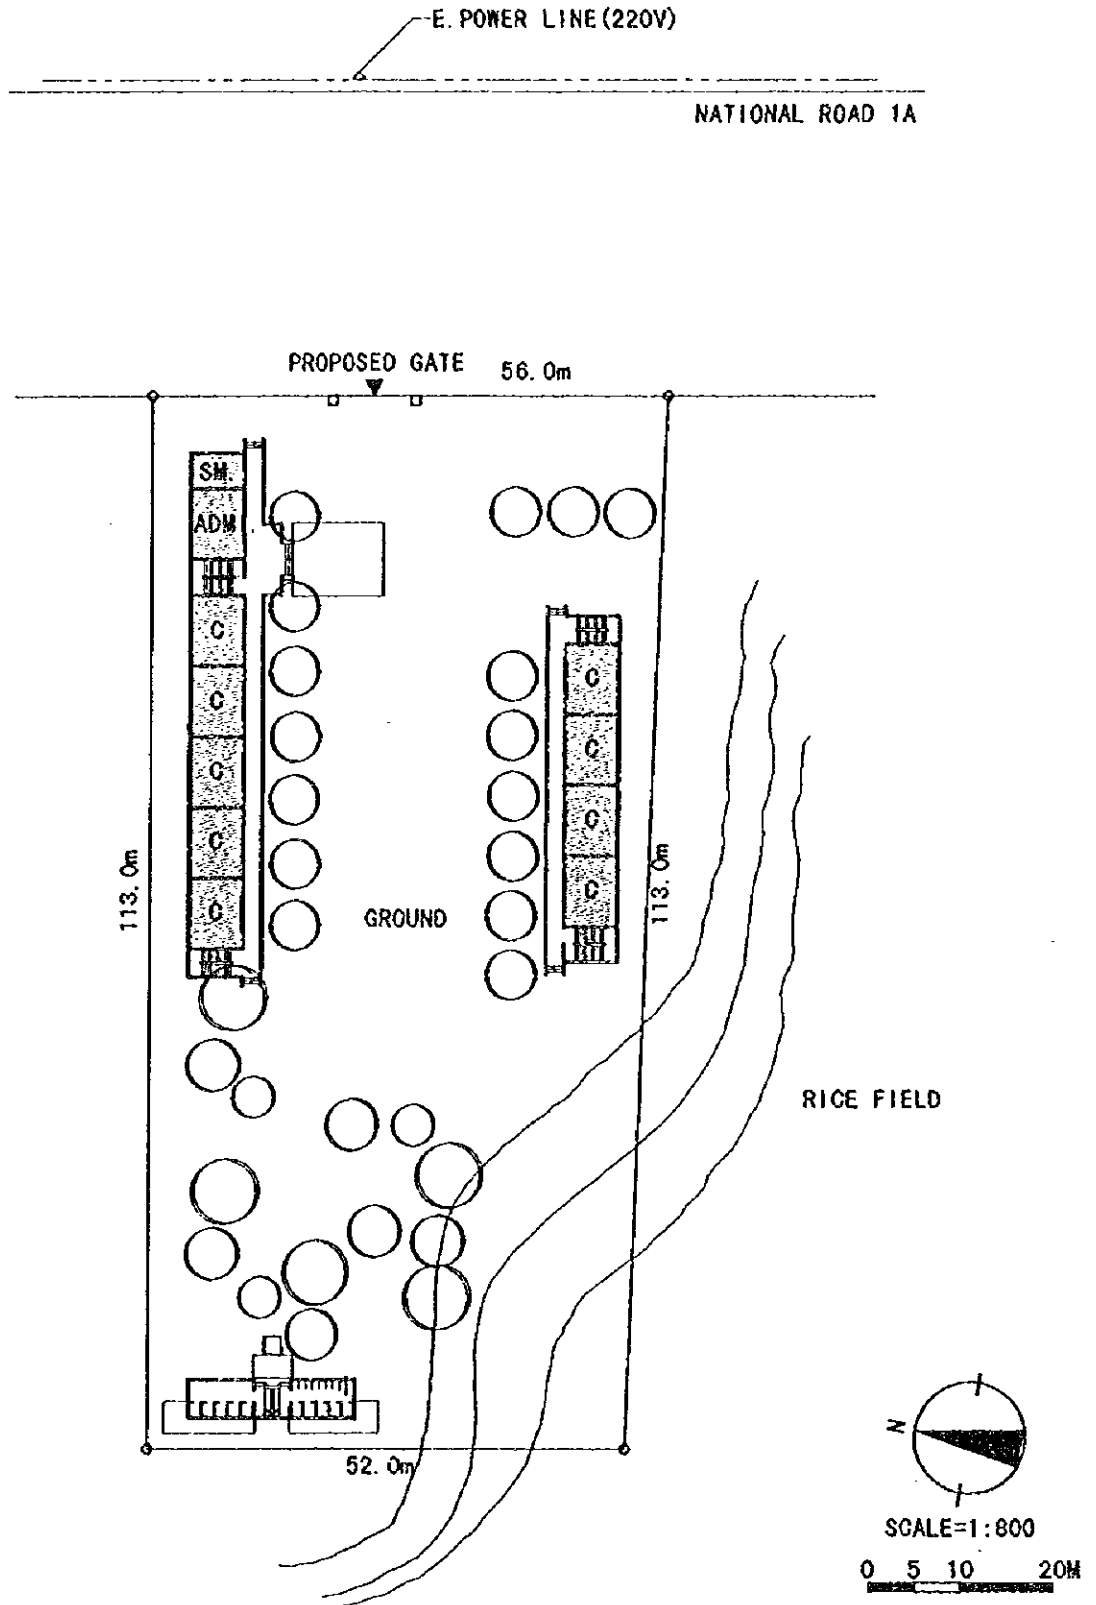 E. POWER LINE(220V)
NATIONAL ROAD 1A
PROPOSED GATE
56. 0m
SM.
ADM
C
C
C
C
C
C
C
C
C
113. 0m
GROUND
113. 0m
RICE FIELD
52. 0m
N
SCALE=1:800
0 5 10 20M